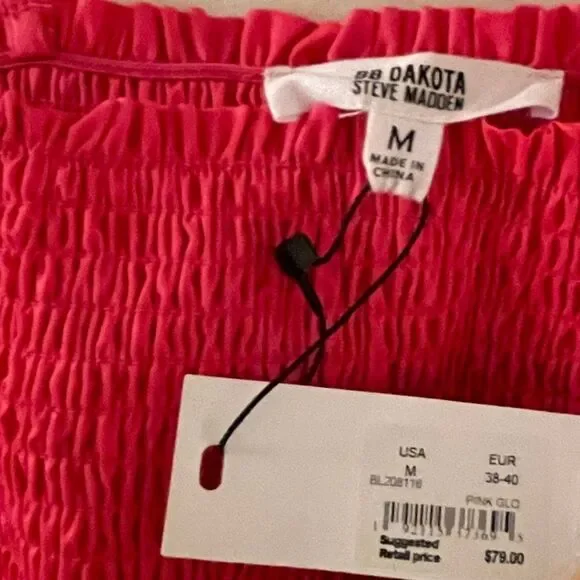 BB DAKOTA
STEVE MADDEN
M
MADE IN
CHINA
USA EUR
M 38-40
BL208116
PINK GLO
Suggested
Retail price $79.00